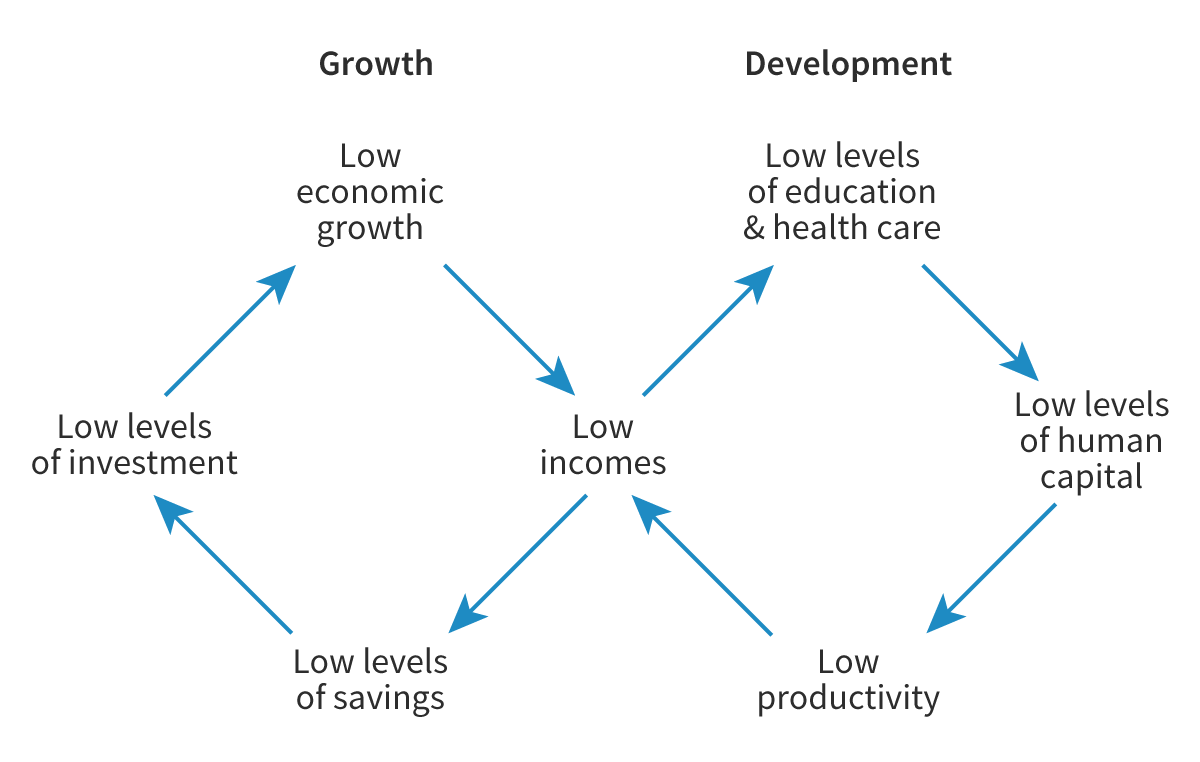 Growth
Development
Low
economic
growth
Low levels
of education
& health care
Low levels
of investment
Low
incomes
Low levels
of human
capital
Low levels
of savings
Low
productivity